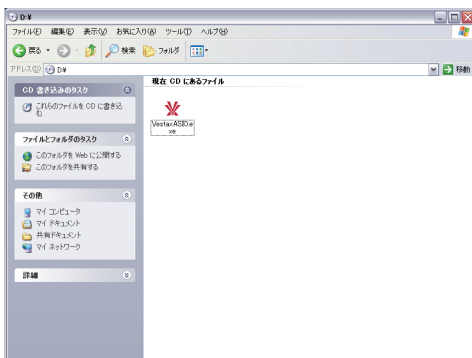 D:¥
ファイル(F) 編集(E) 表示(V) お気に入り(A) ツール(T) ヘルプ(H)
戻る 検索 フォルダ
アドレス(D) D:¥ 移動
CD 書き込みのタスク
これらのファイルを CD に書き込
む
ファイルとフォルダのタスク
このフォルダを Web に公開する
このフォルダを共有する
その他
マイ コンピュータ
マイ ドキュメント
共有ドキュメント
マイ ネットワーク
詳細
現在 CD にあるファイル
VestaxASIO.e
xe